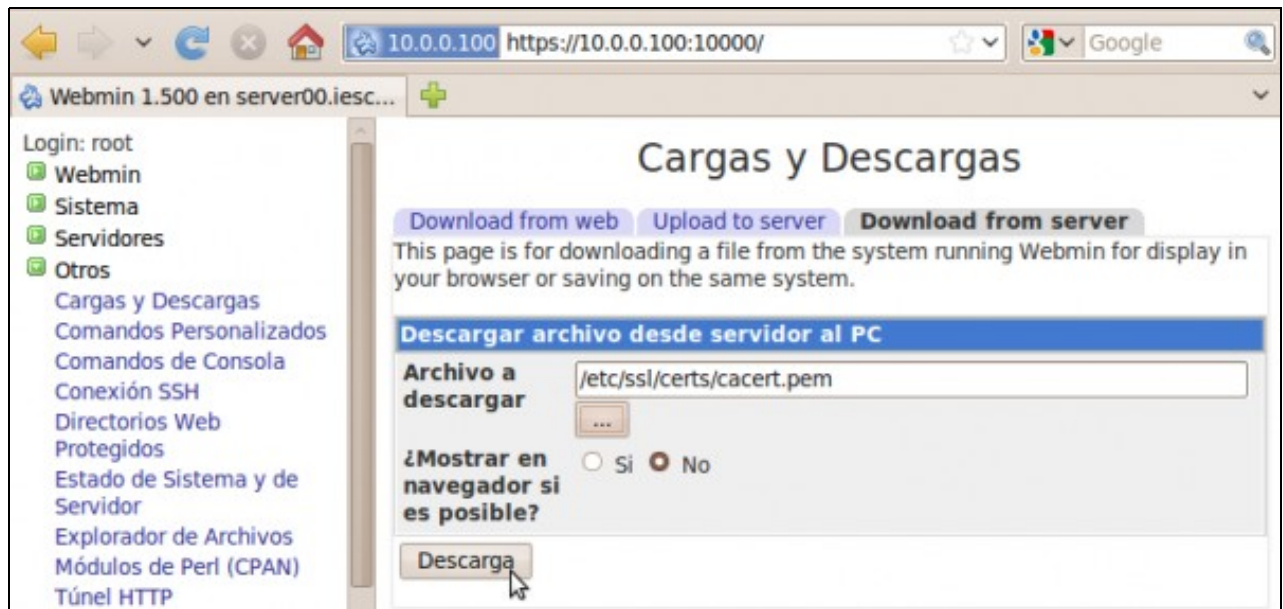 10.0.0.100 https://10.0.0.100:10000/ Google
Webmin 1.500 en server00.iesc...
Login: root
Webmin
Sistema
Servidores
Otros
Cargas y Descargas
Comandos Personalizados
Comandos de Consola
Conexión SSH
Directorios Web
Protegidos
Estado de Sistema y de
Servidor
Explorador de Archivos
Módulos de Perl (CPAN)
Túnel HTTP
Cargas y Descargas
Download from web Upload to server Download from server
This page is for downloading a file from the system running Webmin for display in
your browser or saving on the same system.
Descargar archivo desde servidor al PC
Archivo a
descargar
/etc/ssl/certs/cacert.pem
...
¿Mostrar en
navegador si
es posible?
Si No
Descarga